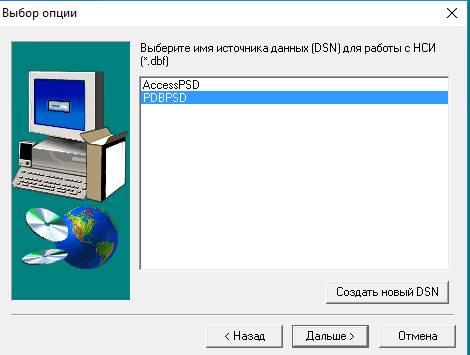 Выбор опции
Выберите имя источника данных (DSN) для работы с НСИ
(*.dbf)
AccessPSD
PDBPSD
Создать новый DSN
< Назад
Дальше >
Отмена